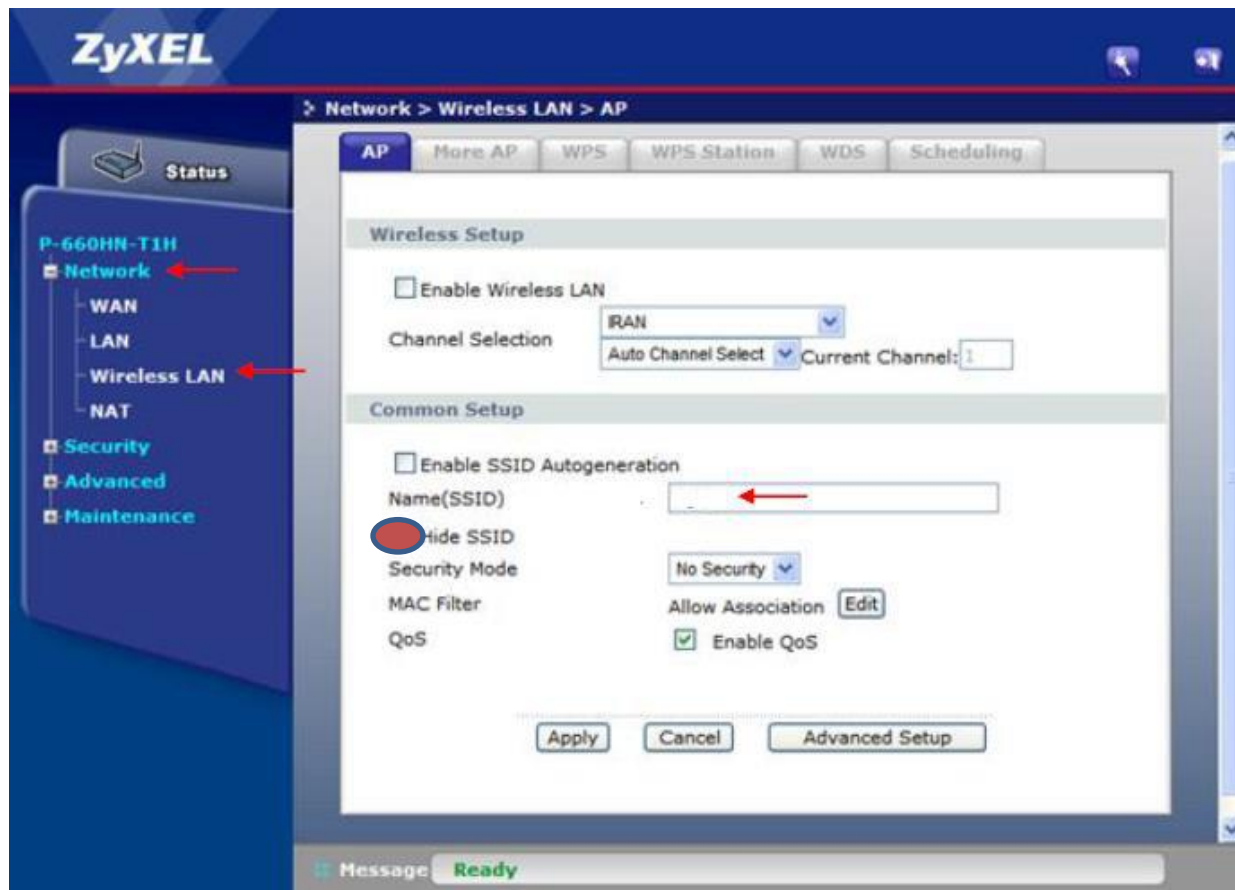 ZyXEL
Network > Wireless LAN > AP
Status
P-660HN-T1H
Network
WAN
LAN
Wireless LAN
NAT
Security
Advanced
Maintenance
AP More AP WPS WPS Station WDS Scheduling
Wireless Setup
Enable Wireless LAN
Channel Selection
IRAN
Auto Channel Select Current Channel: 1
Common Setup
Enable SSID Autogeneration
Name(SSID)
Hide SSID
Security Mode No Security
MAC Filter Allow Association Edit
QoS Enable QoS
Apply Cancel Advanced Setup
Message Ready